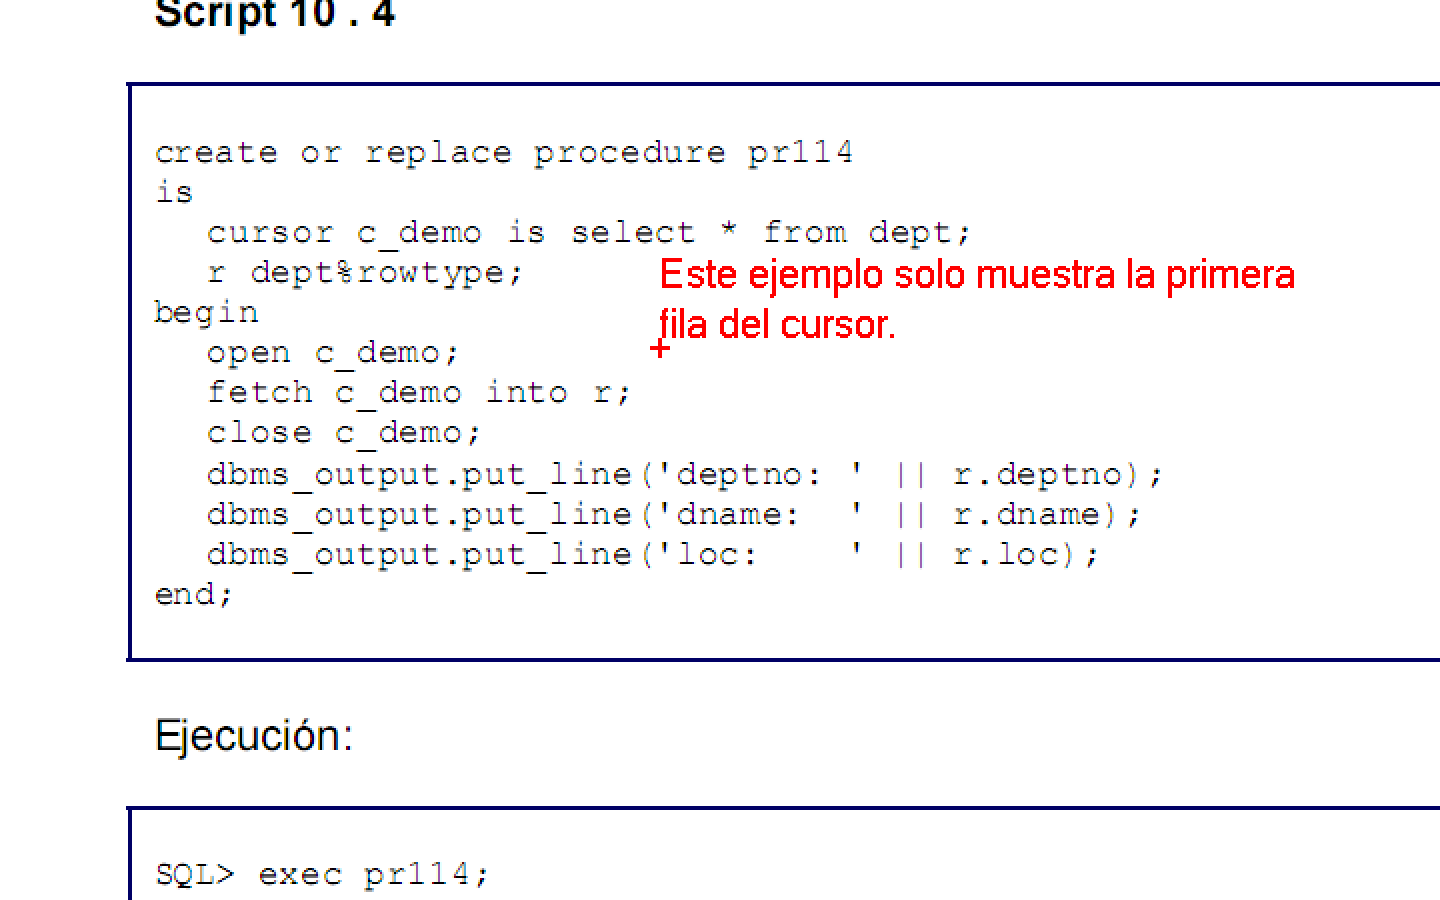 Script 10 . 4
create or replace procedure pr114
is
cursor c_demo is select * from dept;
r dept%rowtype;
Este ejemplo solo muestra la primera
fila del cursor.
begin
open c_demo;
fetch c_demo into r;
close c_demo;
dbms_output.put_line('deptno: ' || r.deptno);
dbms_output.put_line('dname:  ' || r.dname);
dbms_output.put_line('loc:    ' || r.loc);
end;
Ejecución:
SQL> exec pr114;